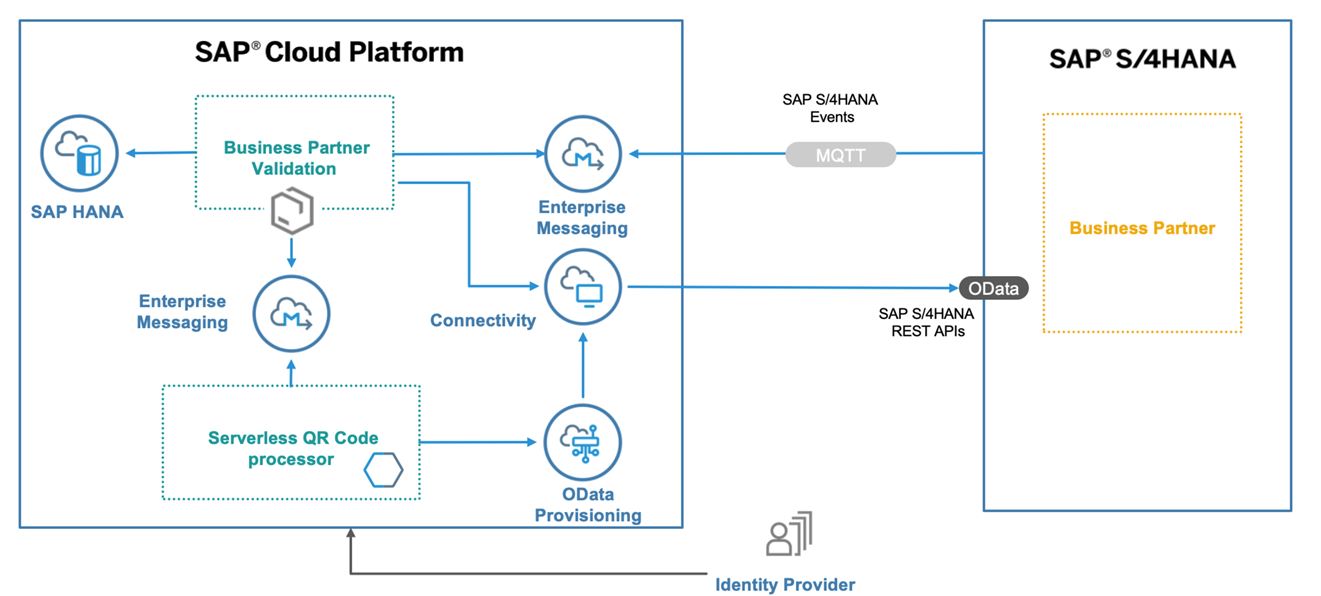 SAP® Cloud Platform
SAP® S/4HANA
SAP S/4HANA
Events
MQTT
Business Partner
Validation
SAP HANA
Enterprise
Messaging
Business Partner
Enterprise
Messaging
Connectivity
OData
SAP S/4HANA
REST APIs
Serverless QR Code
processor
OData
Provisioning
Identity Provider